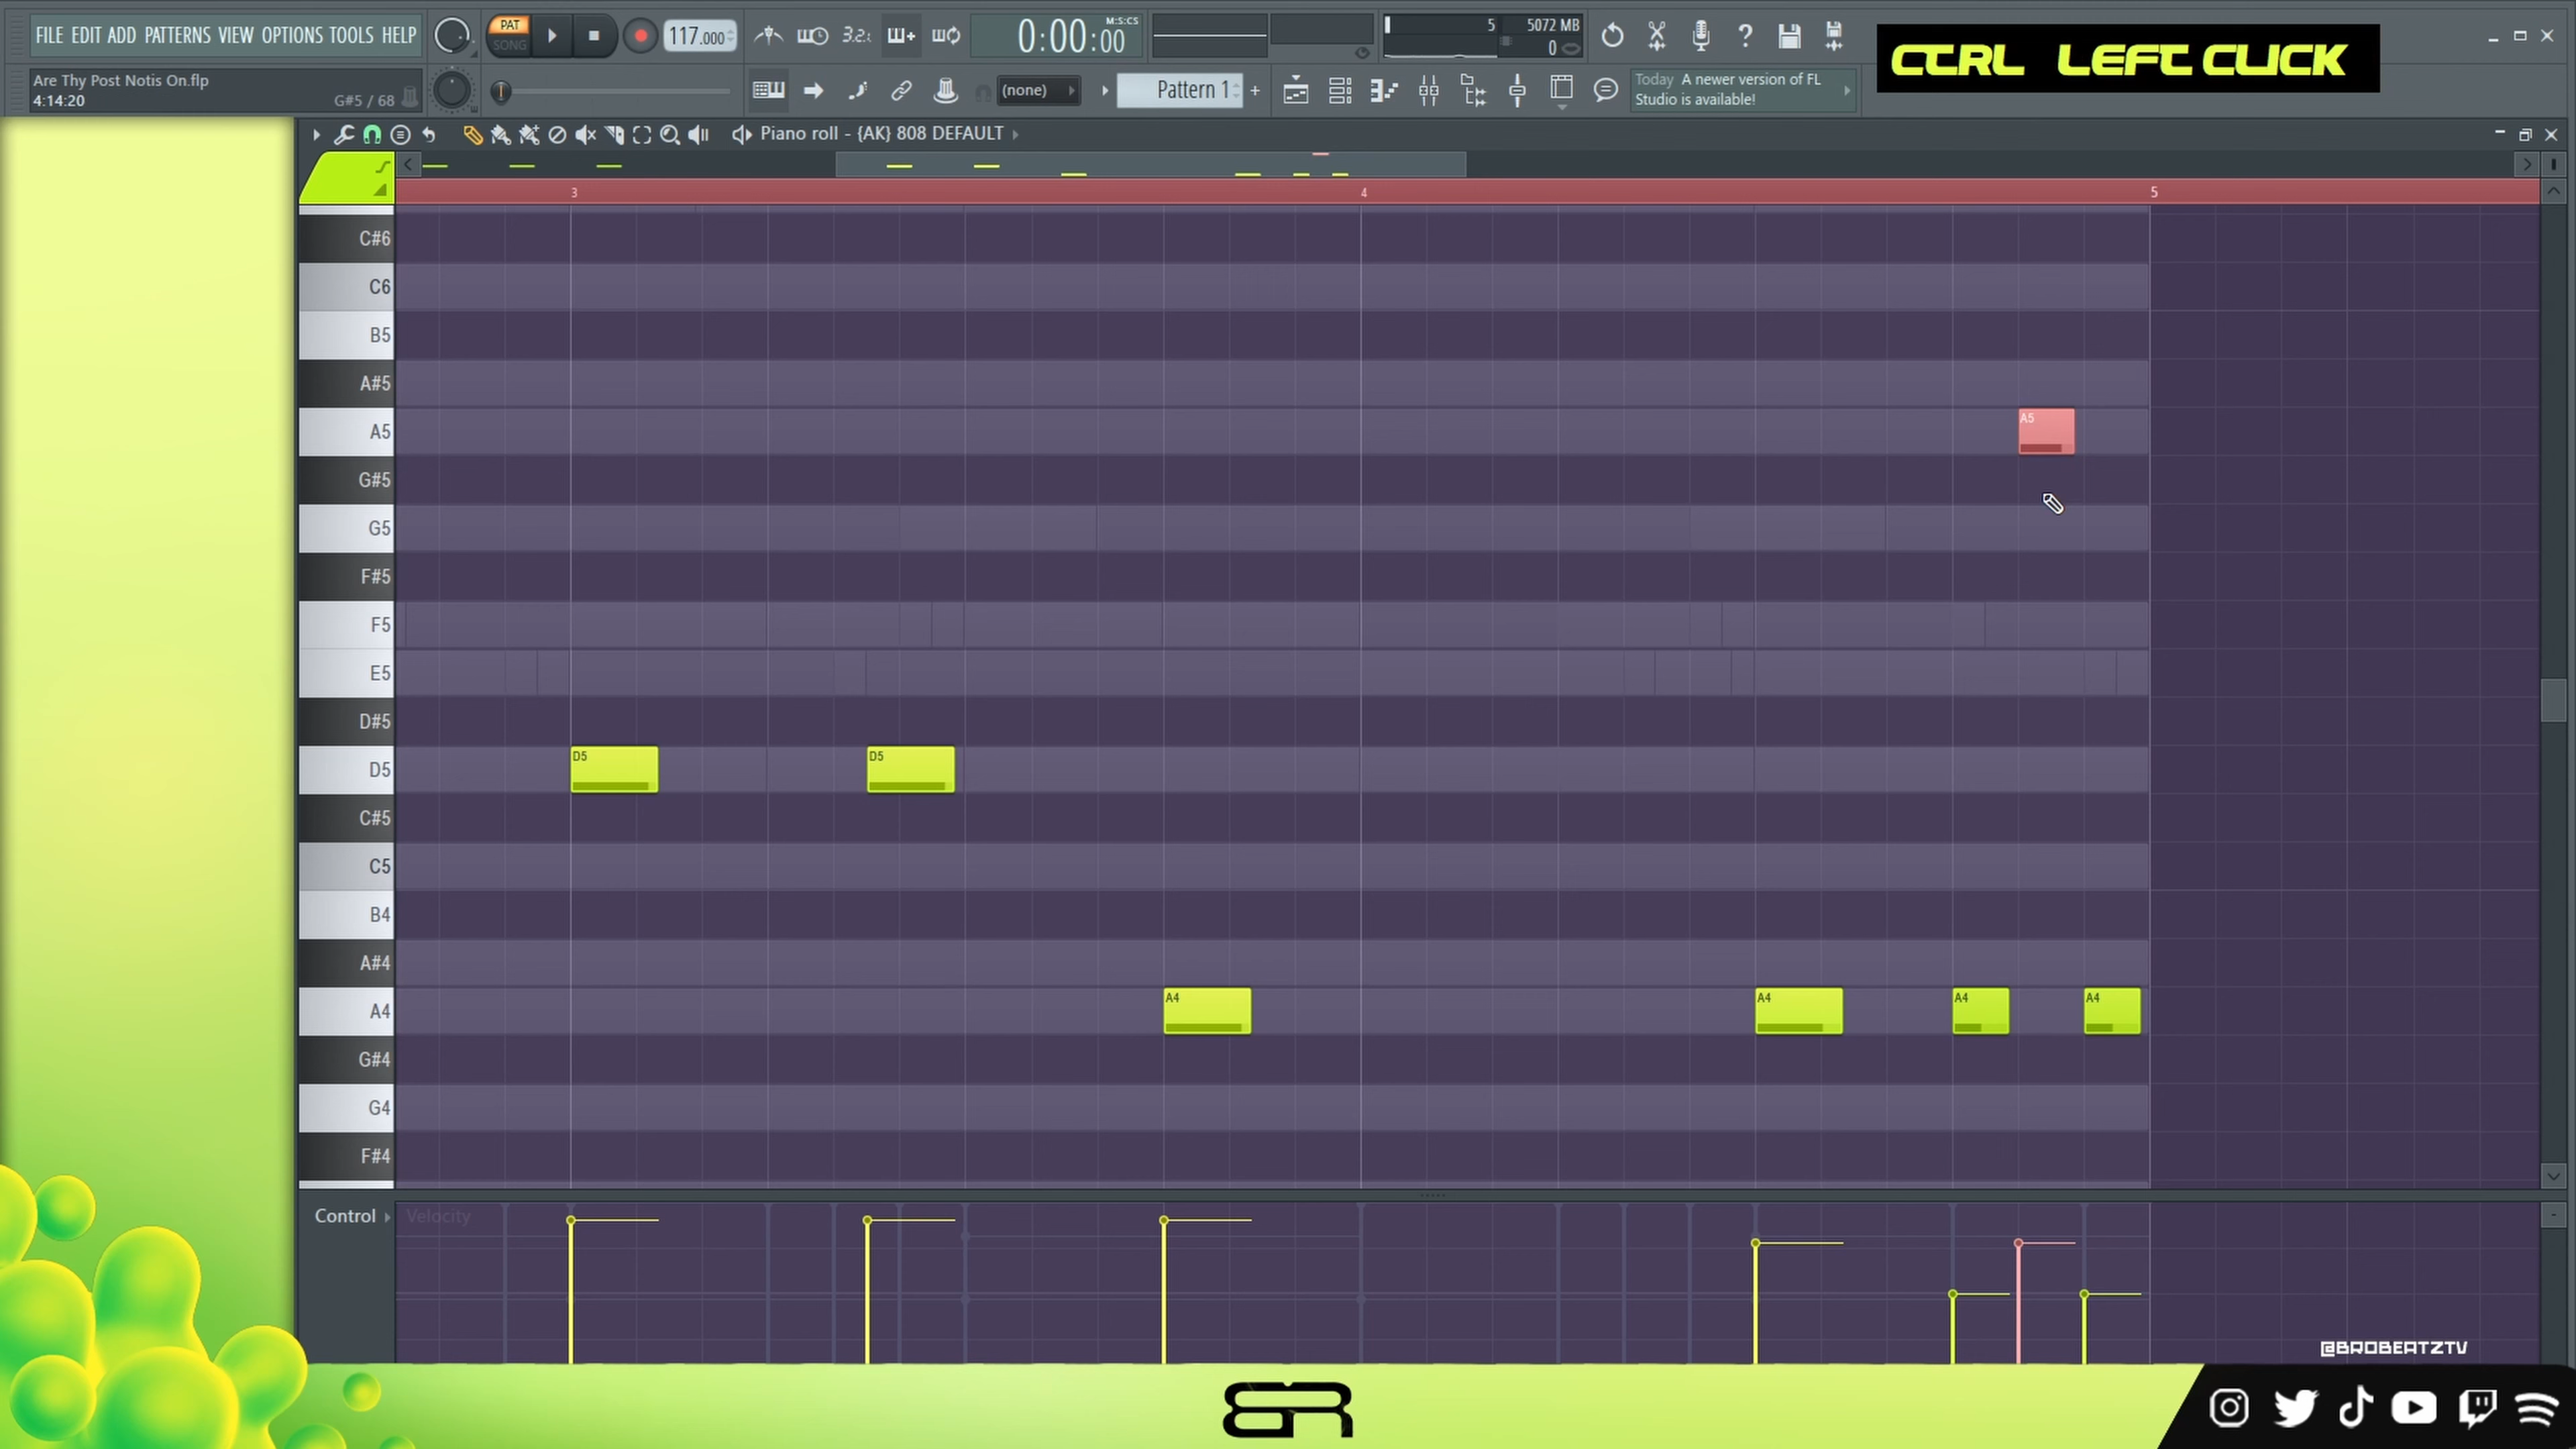 FILE EDIT ADD PATTERNS VIEW OPTIONS TOOLS HELP
PAT
SONG
117.000
3.2.
M:S:CS
0:00:00
5
5072 MB
0
CTRL LEFT CLICK
Are Thy Post Notis On.flp
4:14:20
G#5 / 68
(none)
Pattern 1
Today A newer version of FL
Studio is available!
Piano roll - {AK} 808 DEFAULT
3
4
5
C#6
C6
B5
A#5
A5
A5
G#5
G5
F#5
F5
E5
D#5
D5
D5
D5
C#5
C5
B4
A#4
A4
A4
A4
A4
A4
G#4
G4
F#4
Control
Velocity
@BROBEATZTV
BR